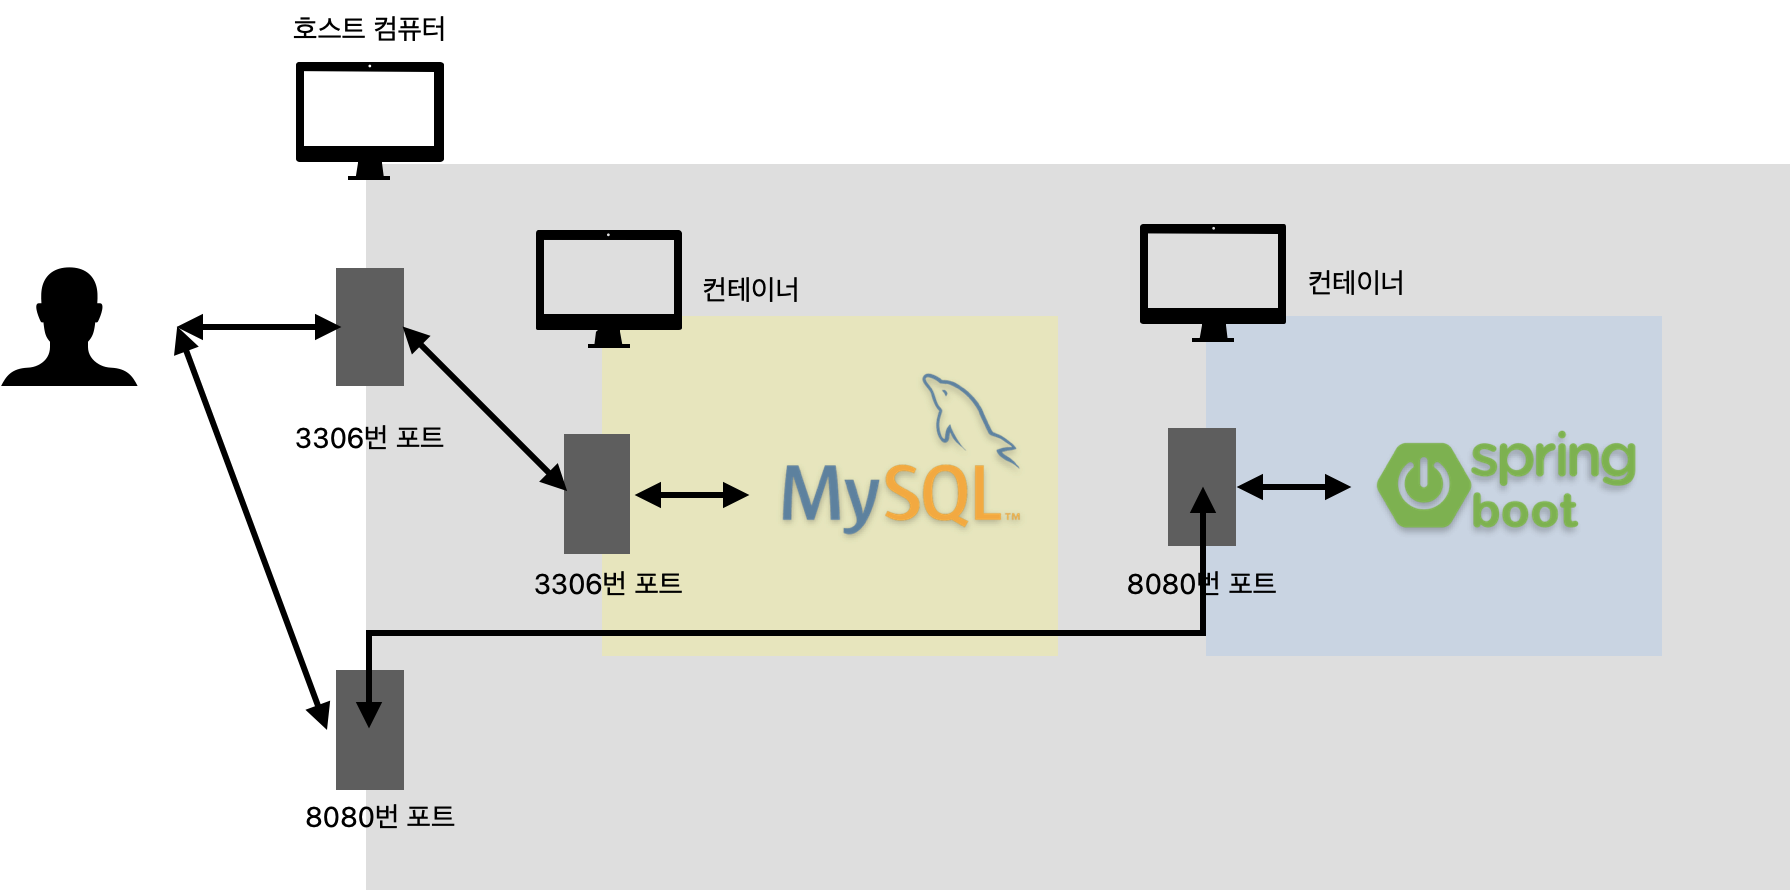 호스트 컴퓨터
컨테이너
컨테이너
3306번 포트
MySQL™
spring
boot
3306번 포트
8080번 포트
8080번 포트